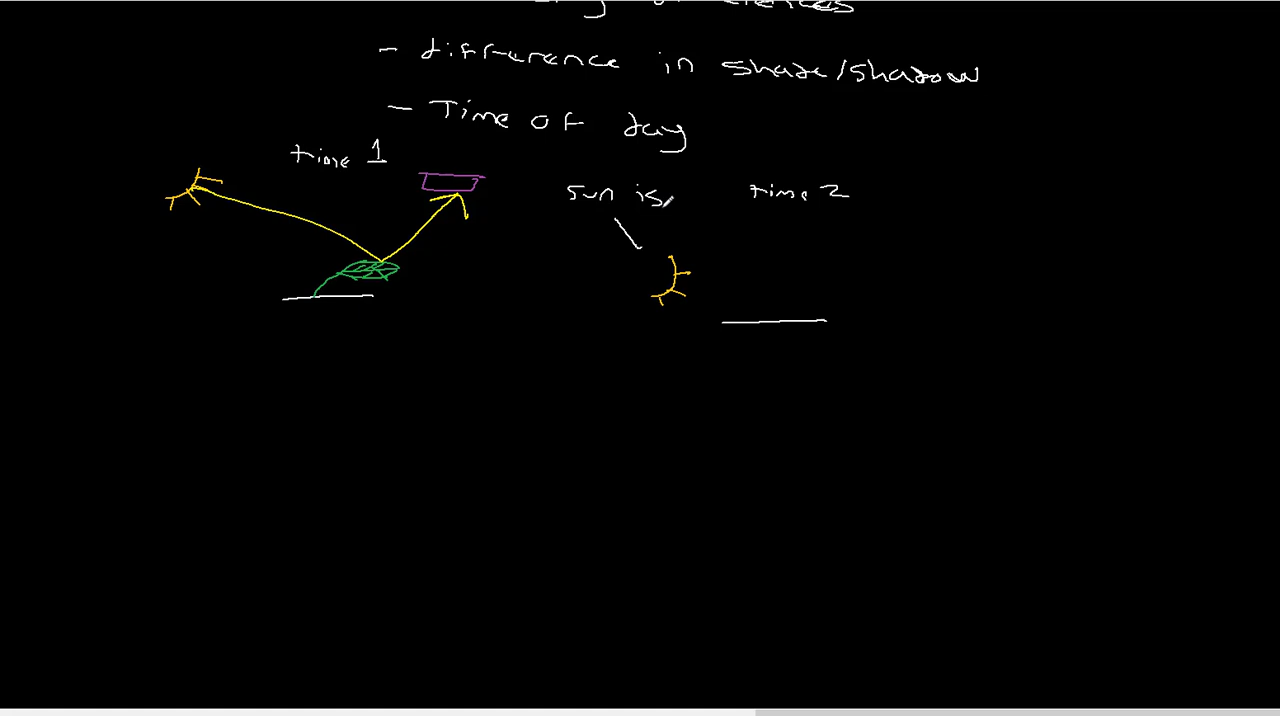 - difference in shade/shadow
- Time of day
time 1
sun is
time 2